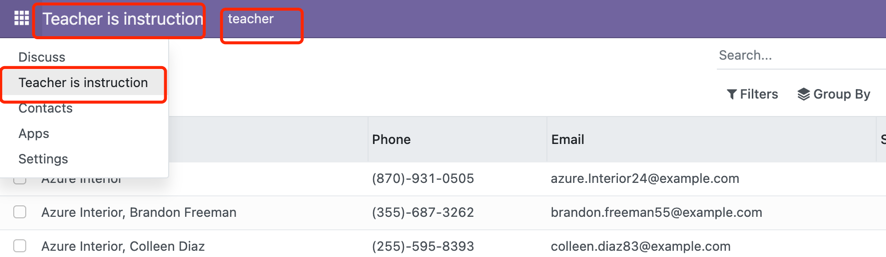 Teacher is instruction teacher
Discuss
Teacher is instruction
Contacts
Apps
Settings
Search...
Filters Group By
Phone Email S
Azure Interior (870)-931-0505 azure.Interior24@example.com
Azure Interior, Brandon Freeman (355)-687-3262 brandon.freeman55@example.com
Azure Interior, Colleen Diaz (255)-595-8393 colleen.diaz83@example.com